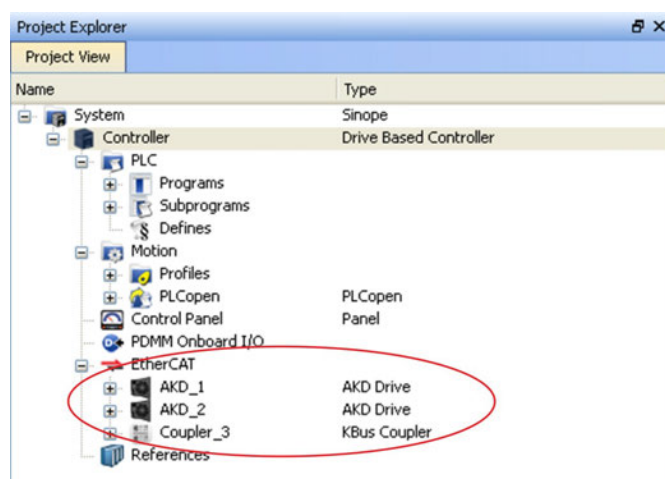 Project Explorer
Project View
Name Type
System Sinope
Controller Drive Based Controller
PLC
Programs
Subprograms
Defines
Motion
Profiles
PLCopen PLCopen
Control Panel Panel
PDMM Onboard I/O
EtherCAT
AKD_1 AKD Drive
AKD_2 AKD Drive
Coupler_3 KBus Coupler
References